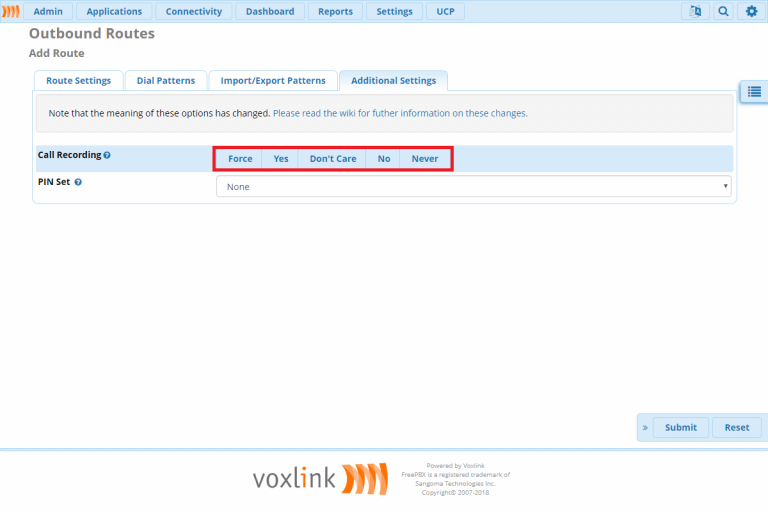 Admin Applications Connectivity Dashboard Reports Settings UCP
Outbound Routes
Add Route
Route Settings Dial Patterns Import/Export Patterns Additional Settings
Note that the meaning of these options has changed. Please read the wiki for futher information on these changes.
Call Recording Force Yes Don't Care No Never
PIN Set None
» Submit Reset
voxlink
Powered by Voxlink
FreePBX is a registered trademark of
Sangoma Technologies Inc.
Copyright© 2007-2018